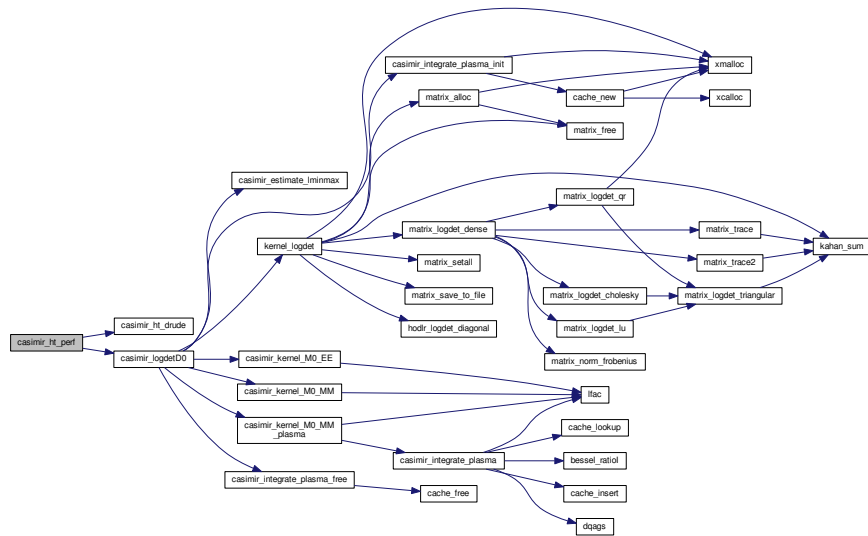 casimir_ht_perf
casimir_ht_drude
casimir_logdetD0
casimir_estimate_lminmax
kernel_logdet
casimir_kernel_M0_EE
casimir_kernel_M0_MM
casimir_kernel_M0_MM
_plasma
casimir_integrate_plasma_free
casimir_integrate_plasma_init
matrix_alloc
matrix_logdet_dense
matrix_setall
matrix_save_to_file
hodlr_logdet_diagonal
casimir_integrate_plasma
cache_free
cache_new
matrix_free
matrix_logdet_qr
matrix_logdet_cholesky
matrix_logdet_lu
matrix_norm_frobenius
lfac
cache_lookup
bessel_ratioI
cache_insert
dqags
xmalloc
xcalloc
matrix_trace
matrix_trace2
matrix_logdet_triangular
kahan_sum